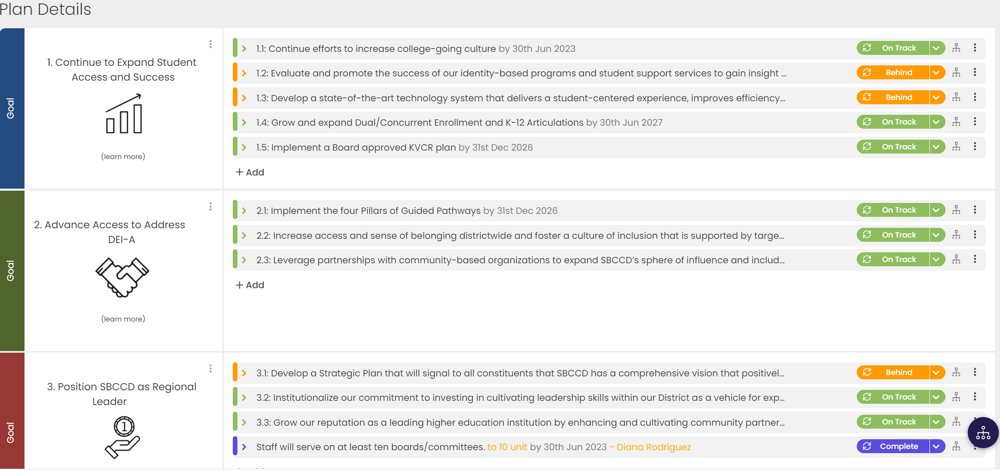 Plan Details
Goal
1. Continue to Expand Student
Access and Success
(learn more)
1.1: Continue efforts to increase college-going culture by 30th Jun 2023
On Track
1.2: Evaluate and promote the success of our identity-based programs and student support services to gain insight ...
Behind
1.3: Develop a state-of-the-art technology system that delivers a student-centered experience, improves efficiency...
Behind
1.4: Grow and expand Dual/Concurrent Enrollment and K-12 Articulations by 30th Jun 2027
On Track
1.5: Implement a Board approved KVCR plan by 31st Dec 2026
On Track
+ Add
Goal
2. Advance Access to Address
DEI-A
(learn more)
2.1: Implement the four Pillars of Guided Pathways by 31st Dec 2026
On Track
2.2: Increase access and sense of belonging districtwide and foster a culture of inclusion that is supported by targe...
On Track
2.3: Leverage partnerships with community-based organizations to expand SBCCD’s sphere of influence and includ...
On Track
+ Add
Goal
3. Position SBCCD as Regional
Leader
1
3.1: Develop a Strategic Plan that will signal to all constituents that SBCCD has a comprehensive vision that positivel...
Behind
3.2: Institutionalize our commitment to investing in cultivating leadership skills within our District as a vehicle for exp...
On Track
3.3: Grow our reputation as a leading higher education institution by enhancing and cultivating community partner...
On Track
Staff will serve on at least ten boards/committees. to 10 unit by 30th Jun 2023 - Diana Rodriguez
Complete